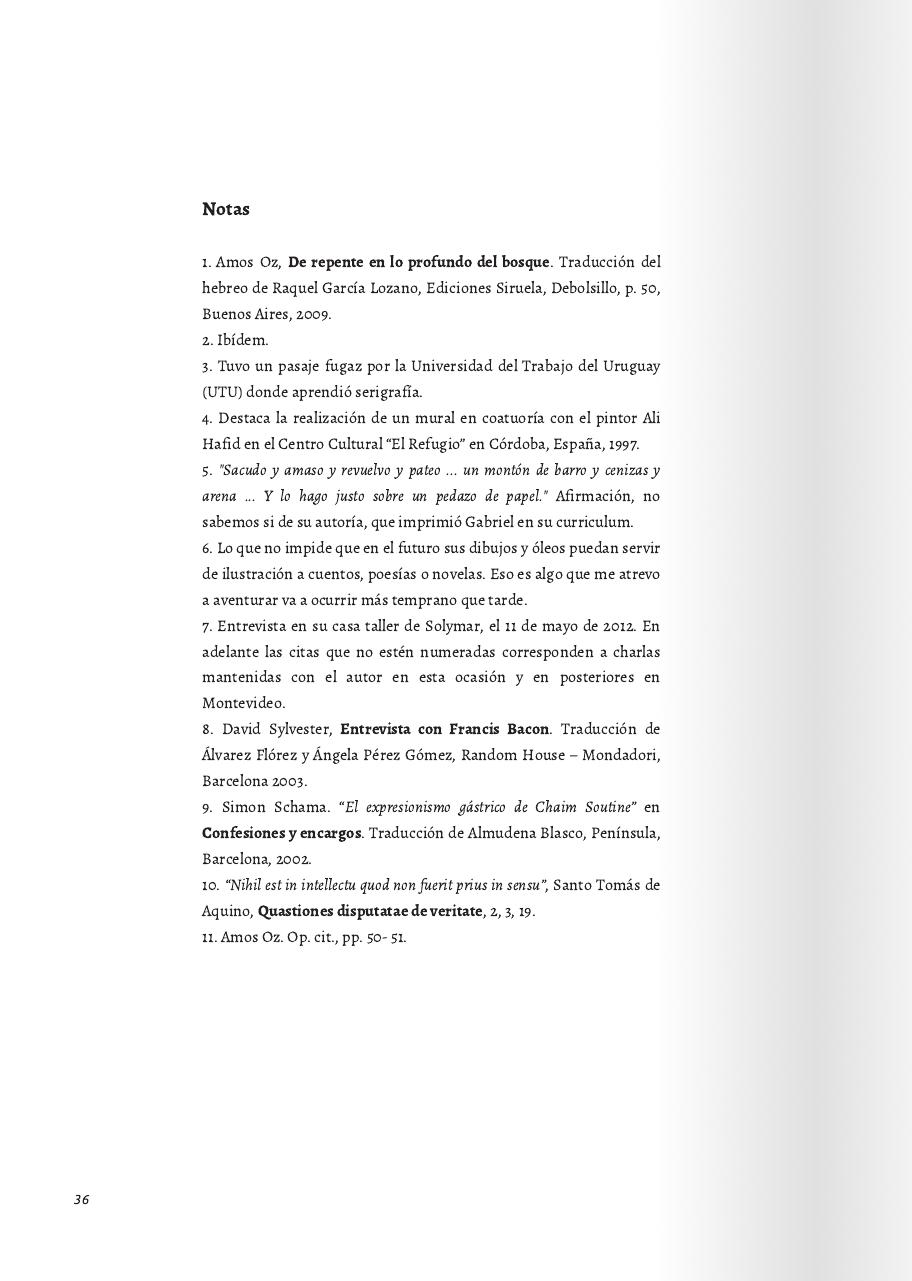 Notas
1. Amos Oz, De repente en lo profundo del bosque. Traducción del
hebreo de Raquel García Lozano, Ediciones Siruela, Debolsillo, p. 50,
Buenos Aires, 2009.
2. Ibídem.
3. Tuvo un pasaje fugaz por la Universidad del Trabajo del Uruguay
(UTU) donde aprendió serigrafía.
4. Destaca la realización de un mural en coatuoría con el pintor Ali
Hafid en el Centro Cultural “El Refugio” en Córdoba, España, 1997.
5. "Sacudo y amaso y revuelvo y pateo ... un montón de barro y cenizas y
arena ... Y lo hago justo sobre un pedazo de papel." Afirmación, no
sabemos si de su autoría, que imprimió Gabriel en su curriculum.
6. Lo que no impide que en el futuro sus dibujos y óleos puedan servir
de ilustración a cuentos, poesías o novelas. Eso es algo que me atrevo
a aventurar va a ocurrir más temprano que tarde.
7. Entrevista en su casa taller de Solymar, el 11 de mayo de 2012. En
adelante las citas que no estén numeradas corresponden a charlas
mantenidas con el autor en esta ocasión y en posteriores en
Montevideo.
8. David Sylvester, Entrevista con Francis Bacon. Traducción de
Álvarez Flórez y Ángela Pérez Gómez, Random House – Mondadori,
Barcelona 2003.
9. Simon Schama. “El expresionismo gástrico de Chaim Soutine” en
Confesiones y encargos. Traducción de Almudena Blasco, Península,
Barcelona, 2002.
10. “Nihil est in intellectu quod non fuerit prius in sensu”, Santo Tomás de
Aquino, Quastiones disputatae de veritate, 2, 3, 19.
11. Amos Oz. Op. cit., pp. 50- 51.
36